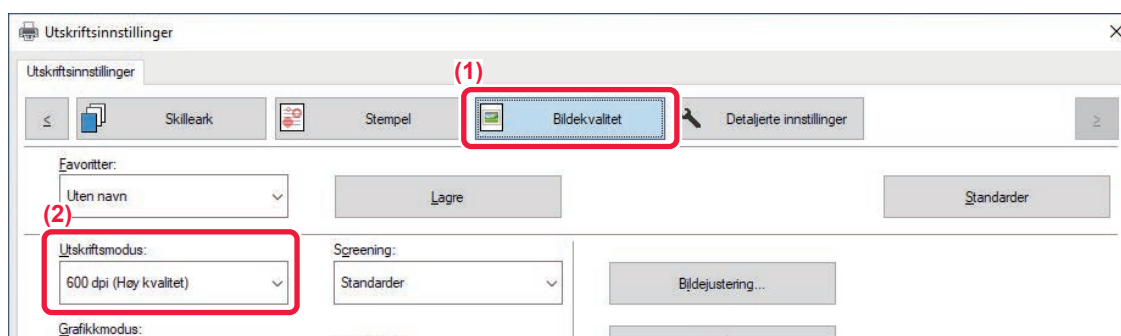 Utskriftsinnstillinger
Utskriftsinnstillinger
(1)
≤ Skilleark Stempel Bildekvalitet Detaljerte innstillinger ≥
Favoritter:
Uten navn Lagre Standarder
(2)
Utskriftsmodus: Screening:
600 dpi (Høy kvalitet) Standarder Bildejustering...
Grafikkmodus: